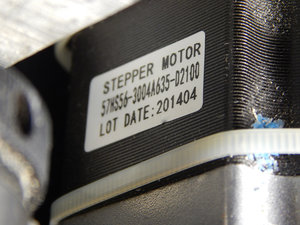 STEPPER MOTOR
57HS56-3004A635-D2100
LOT DATE:201404